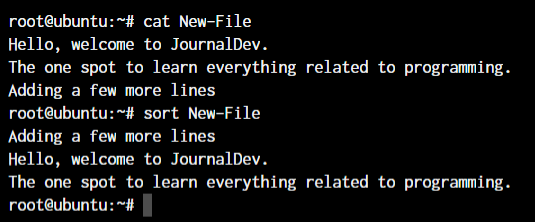 root@ubuntu:~# cat New-File
Hello, welcome to JournalDev.
The one spot to learn everything related to programming.
Adding a few more lines
root@ubuntu:~# sort New-File
Adding a few more lines
Hello, welcome to JournalDev.
The one spot to learn everything related to programming.
root@ubuntu:~#